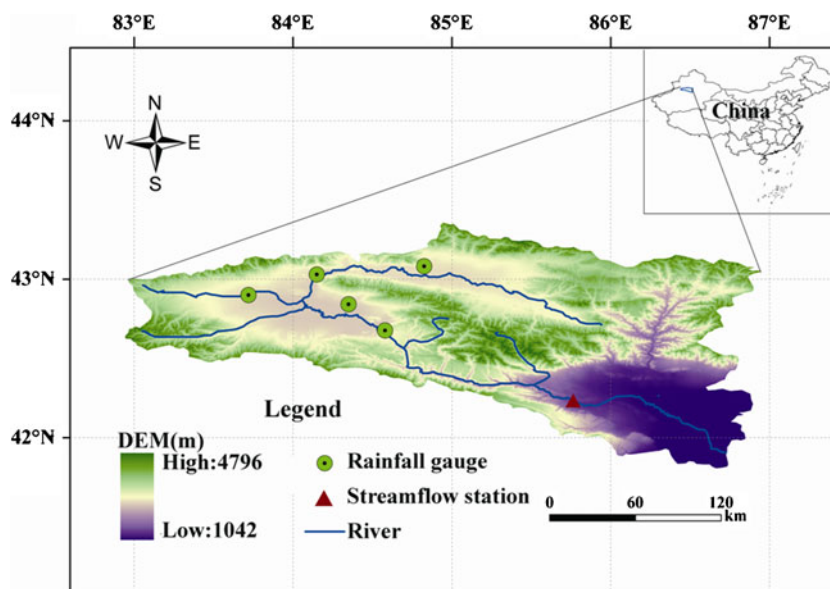 83°E 84°E 85°E 86°E 87°E
44°N
43°N
42°N
N
W E
S
China
Legend
DEM(m)
High:4796
Low:1042
Rainfall gauge
Streamflow station
River
0 60 120
km